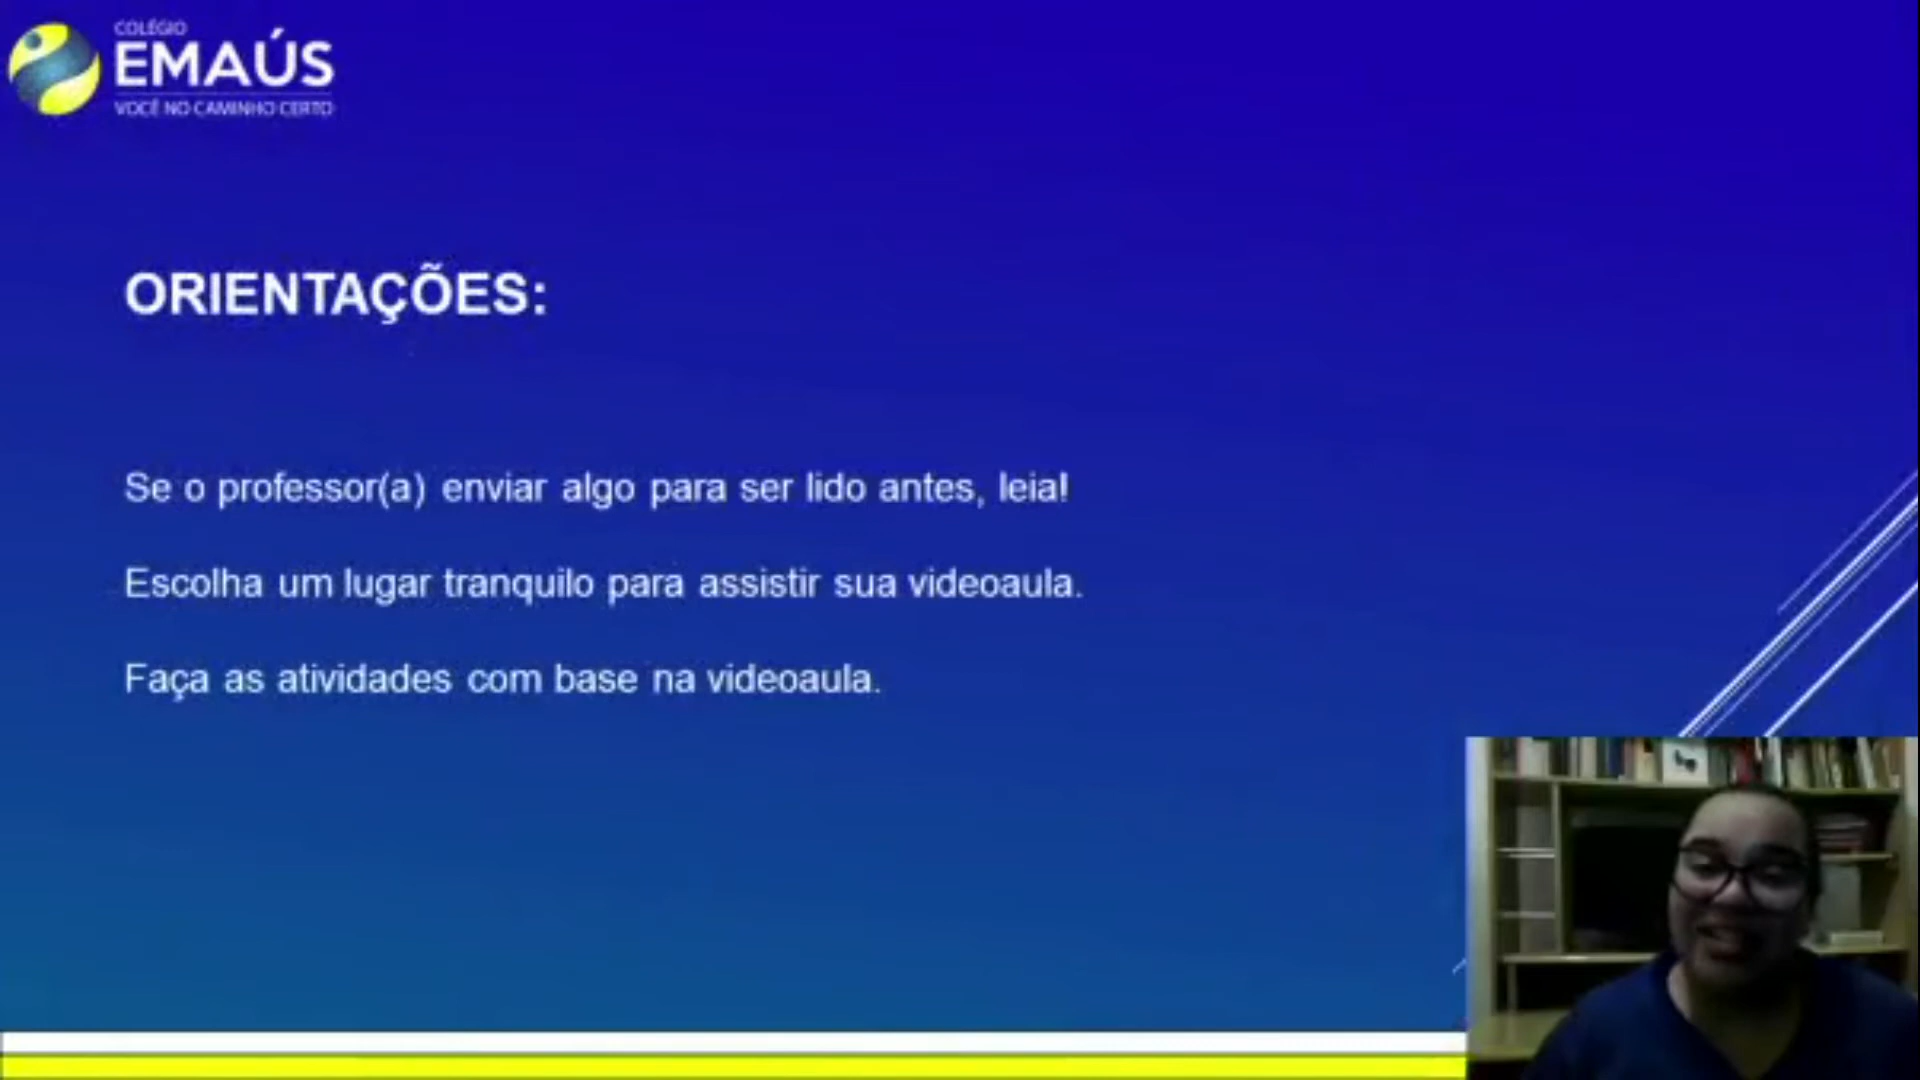 COLÉGIO
EMAÚS
VOCÊ NO CAMINHO CERTO
ORIENTAÇÕES:
Se o professor(a) enviar algo para ser lido antes, leia!
Escolha um lugar tranquilo para assistir sua videoaula.
Faça as atividades com base na videoaula.